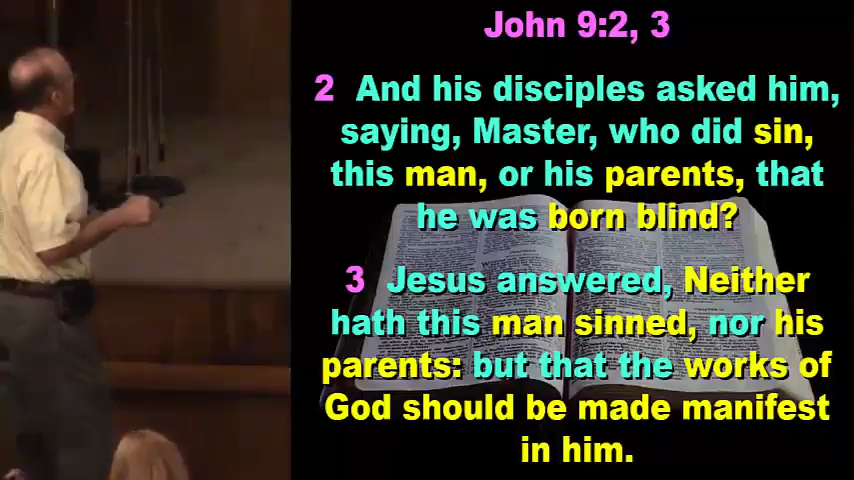 John 9:2, 3
2 And his disciples asked him,
saying, Master, who did sin,
this man, or his parents, that
he was born blind?
3 Jesus answered, Neither
hath this man sinned, nor his
parents: but that the works of
God should be made manifest
in him.